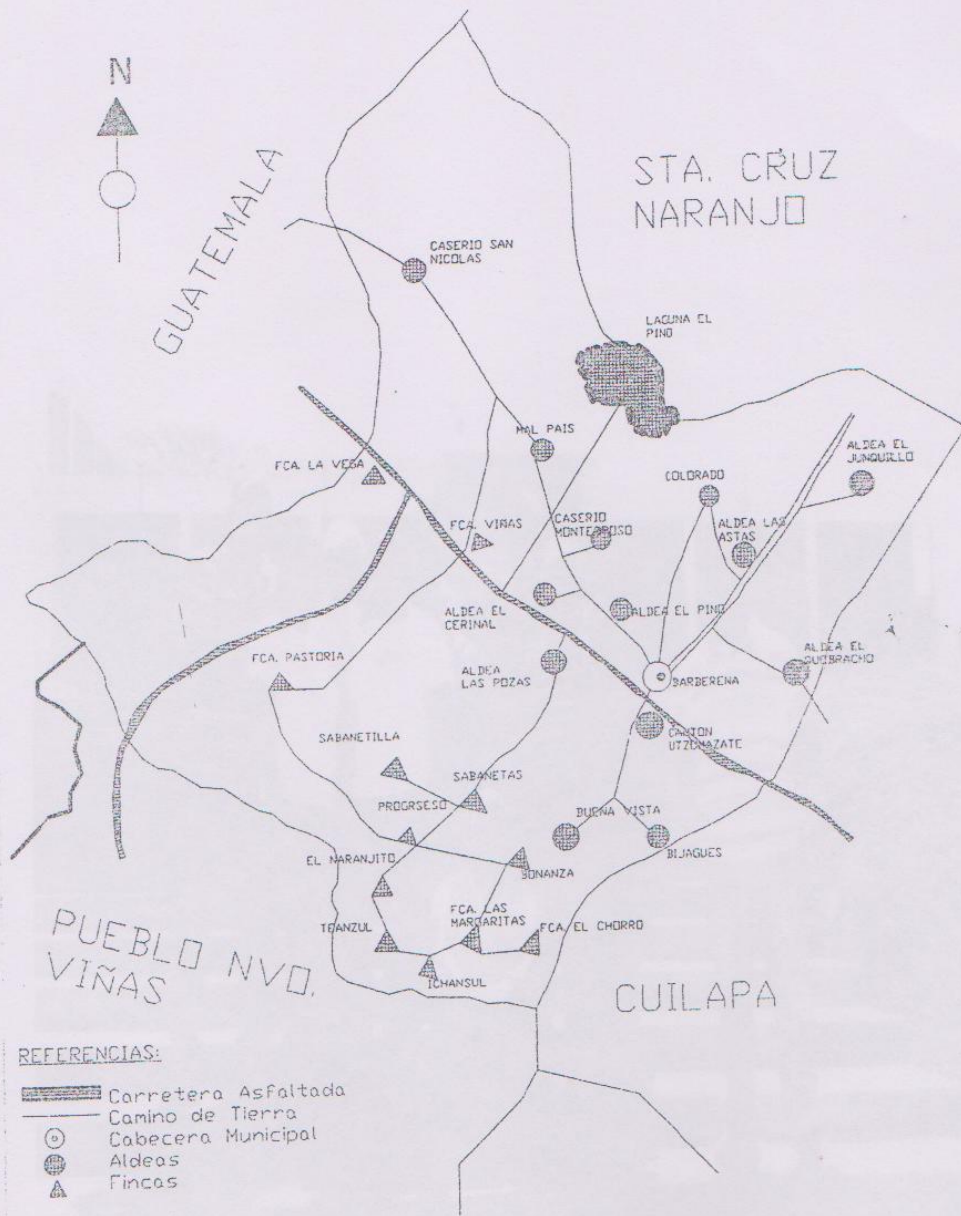 N
GUATEMALA
STA. CRUZ
NARANJO
CASERIO SAN
NICOLAS
LAGUNA EL
PINO
MAL PAIS
FCA. LA VEGA
COLORADO
ALDEA EL
JUNQUILLO
FCA. VIÑAS
CASERIO
MONTERROSO
ALDEA LAS
ASTAS
ALDEA EL
CERINAL
ALDEA EL PINO
FCA. PASTORIA
ALDEA
LAS POZAS
BARBERENA
ALDEA EL
QUEBRACHO
SABANETILLA
CANTON
UTZUMAZATE
SABANETAS
PROGRSESO
BUENA VISTA
EL NARANJITO
BONANZA
BIJAGUES
TEANZUL
FCA. LAS
MARGARITAS
FCA. EL CHORRO
ICHANSUL
PUEBLO NVO.
VIÑAS
CUILAPA
REFERENCIAS:
Carretera Asfaltada
Camino de Tierra
Cabecera Municipal
Aldeas
Fincas